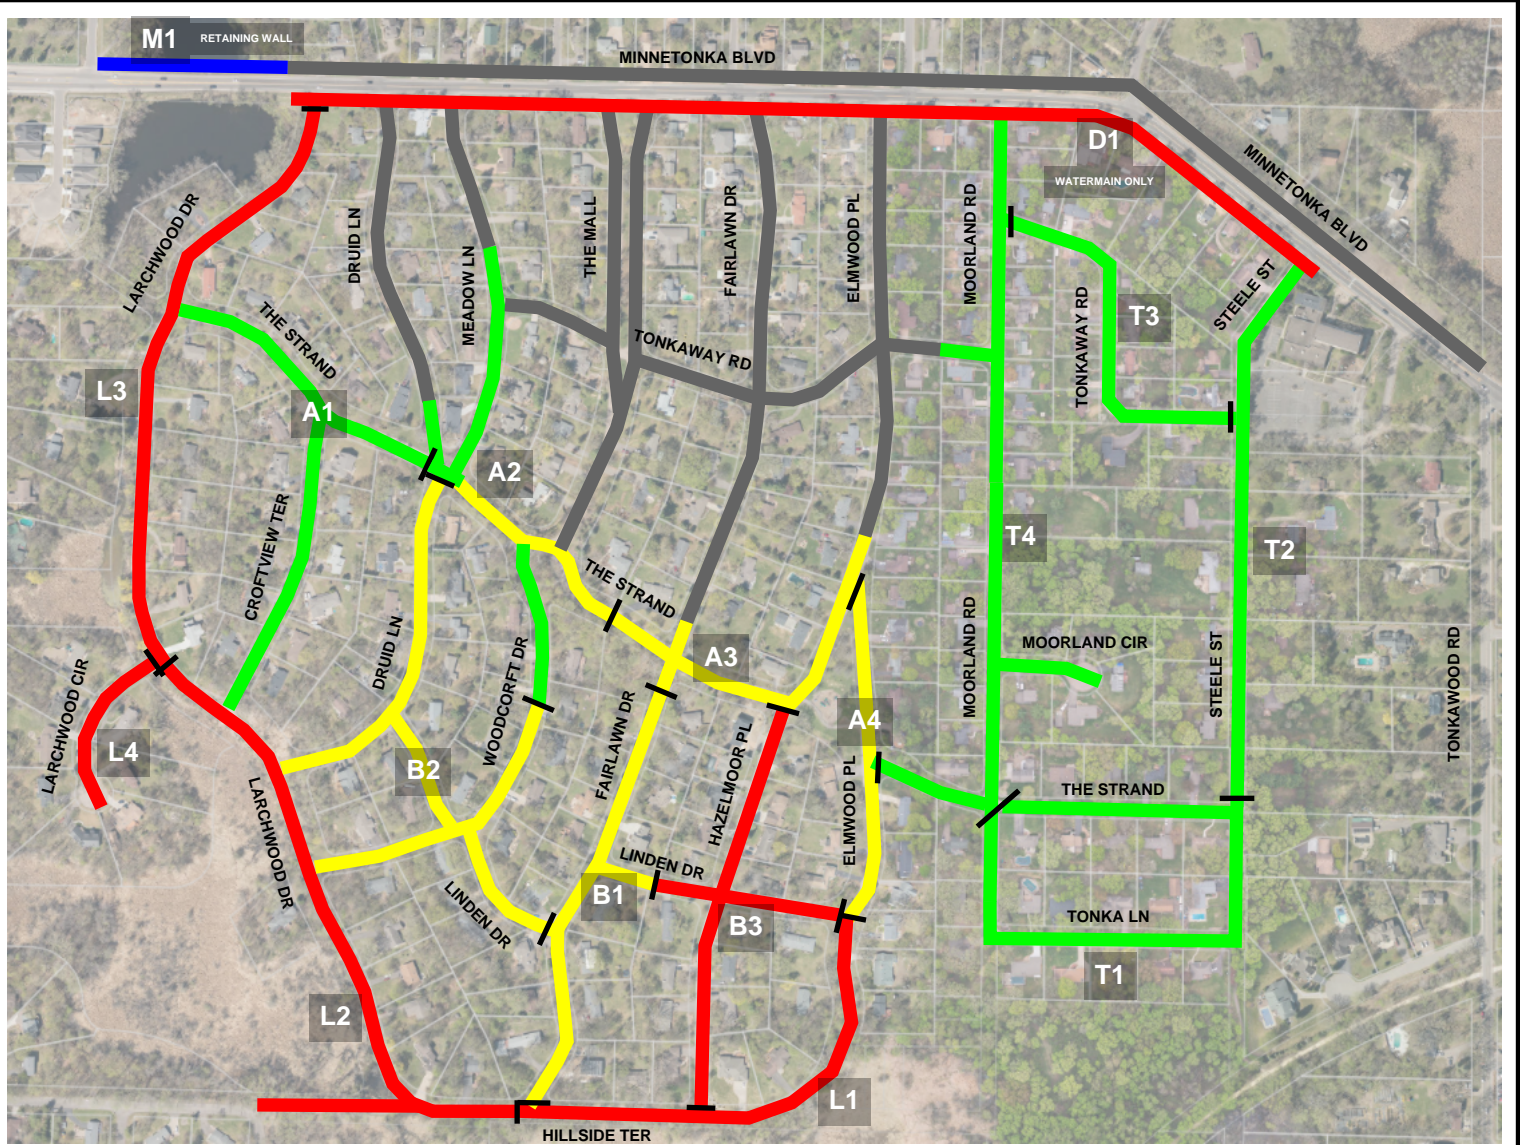 M1
RETAINING WALL
MINNETONKA BLVD
D1
WATERMAIN ONLY
MINNETONKA BLVD
LARCHWOOD DR
DRUID LN
MEADOW LN
THE MALL
FAIRLAWN DR
ELMWOOD PL
MOORLAND RD
TONKAWAY RD
T3
STEELE ST
THE STRAND
TONKAWAY RD
L3
A1
A2
CROFTVIEW TER
T4
T2
THE STRAND
DRUID LN
WOODCORFT DR
A3
MOORLAND RD
MOORLAND CIR
STEELE ST
TONKAWOOD RD
LARCHWOOD CIR
L4
B2
FAIRLAWN DR
HAZELMOOR PL
A4
ELMWOOD PL
THE STRAND
LARCHWOOD DR
LINDEN DR
B1
LINDEN DR
B3
TONKA LN
T1
L2
L1
HILLSIDE TER